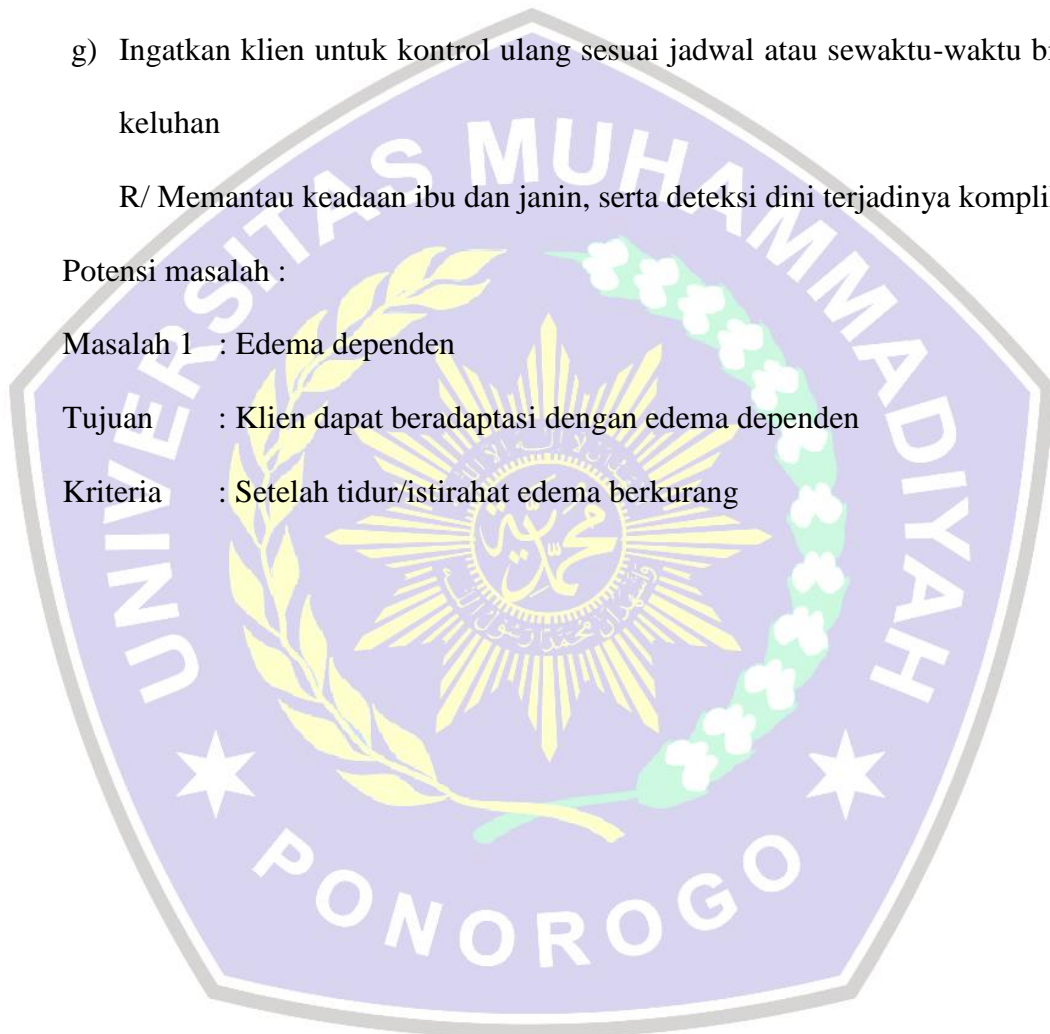 g) Ingatkan klien untuk kontrol ulang sesuai jadwal atau sewaktu-waktu
keluhan
R/ Memantau keadaan ibu dan janin, serta deteksi dini terjadinya
Potensi masalah :
Masalah 1 : Edema dependen
Tujuan : Klien dapat beradaptasi dengan edema dependen
Kriteria : Setelah tidur/istirahat edema berkurang
UNIVERSITAS MUHAMMADIYAH
PONOROGO